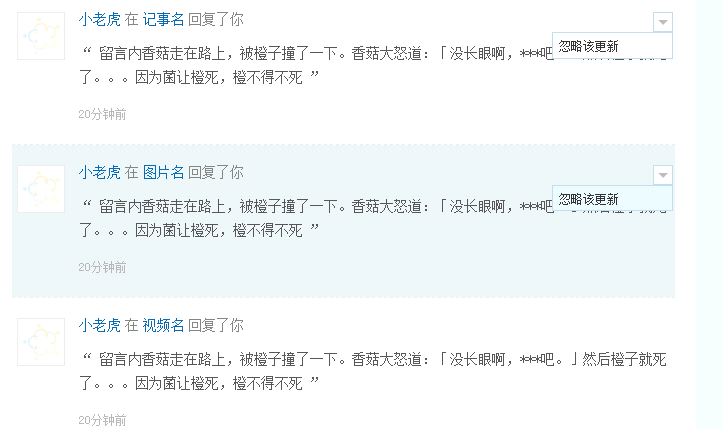 小老虎 在 记事名 回复了你
忽略该更新
“ 留言内香菇走在路上，被橙子撞了一下。香菇大怒道：「没长眼啊，***吧
了。。。因为菌让橙死，橙不得不死 ”
20分钟前
小老虎 在 图片名 回复了你
忽略该更新
“ 留言内香菇走在路上，被橙子撞了一下。香菇大怒道：「没长眼啊，***吧
了。。。因为菌让橙死，橙不得不死 ”
20分钟前
小老虎 在 视频名 回复了你
“ 留言内香菇走在路上，被橙子撞了一下。香菇大怒道：「没长眼啊，***吧。」然后橙子就死
了。。。因为菌让橙死，橙不得不死 ”
20分钟前